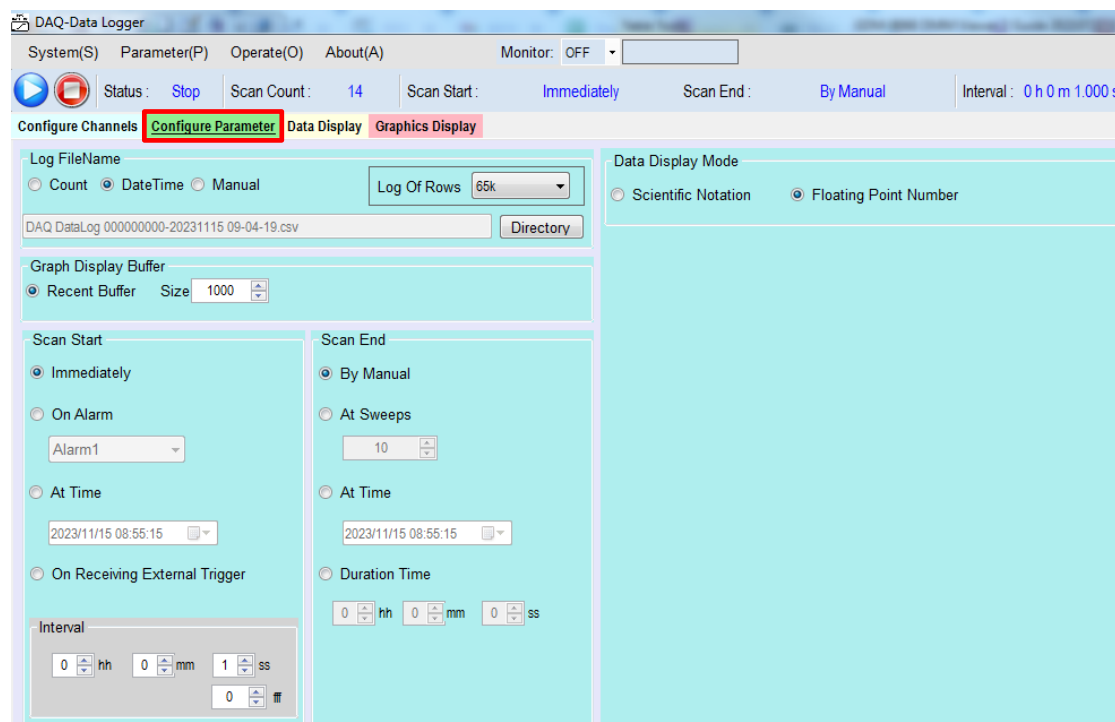 DAQ-Data Logger
System(S) Parameter(P) Operate(O) About(A) Monitor: OFF
Status : Stop Scan Count : 14 Scan Start : Immediately Scan End : By Manual Interval : 0 h 0 m 1.000 s
Configure Channels Configure Parameter Data Display Graphics Display
Log FileName
Count DateTime Manual Log Of Rows 65k
DAQ DataLog 000000000-20231115 09-04-19.csv Directory
Data Display Mode
Scientific Notation Floating Point Number
Graph Display Buffer
Recent Buffer Size 1000
Scan Start
Immediately
On Alarm
Alarm1
At Time
2023/11/15 08:55:15
On Receiving External Trigger
Interval
0 hh 0 mm 1 ss
0 fff
Scan End
By Manual
At Sweeps
10
At Time
2023/11/15 08:55:15
Duration Time
0 hh 0 mm 0 ss